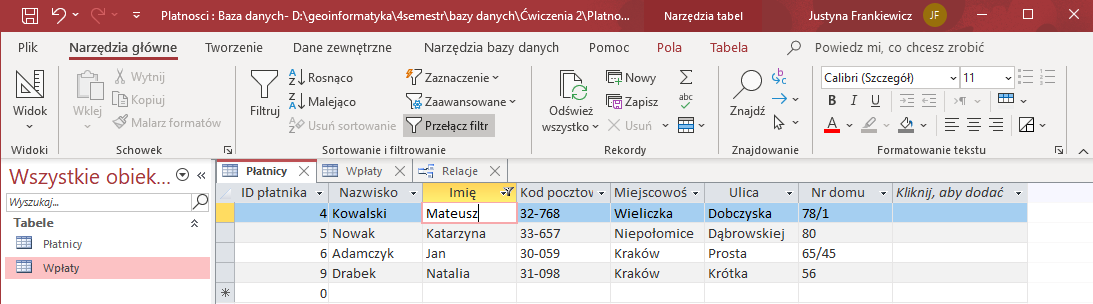 Platnosci : Baza danych- D:\geoinformatyka\4semestr\bazy danych\Ćwiczenia 2\Platno... Narzędzia tabel Justyna Frankiewicz JF
Plik Narzędzia główne Tworzenie Dane zewnętrzne Narzędzia bazy danych Pomoc Pola Tabela Powiedz mi, co chcesz zrobić
Widok
Wklej
Wytnij
Kopiuj
Malarz formatów
Filtruj
Rosnąco
Malejąco
Usuń sortowanie
Zaznaczenie
Zaawansowane
Przełącz filtr
Odśwież
wszystko
Nowy
Zapisz
Usuń
abc
Znajdź
Calibri (Szczegół) 11
B I U
A
Widoki Schowek Sortowanie i filtrowanie Rekordy Znajdowanie Formatowanie tekstu
Wszystkie obiek...
Wyszukaj...
Tabele
Płatnicy
Wpłaty
Płatnicy Wpłaty Relacje
ID płatnika Nazwisko Imię Kod pocztow Miejscowoś Ulica Nr domu Kliknij, aby dodać
4 Kowalski Mateusz 32-768 Wieliczka Dobczyska 78/1
5 Nowak Katarzyna 33-657 Niepołomice Dąbrowskiej 80
6 Adamczyk Jan 30-059 Kraków Prosta 65/45
9 Drabek Natalia 31-098 Kraków Krótka 56
0